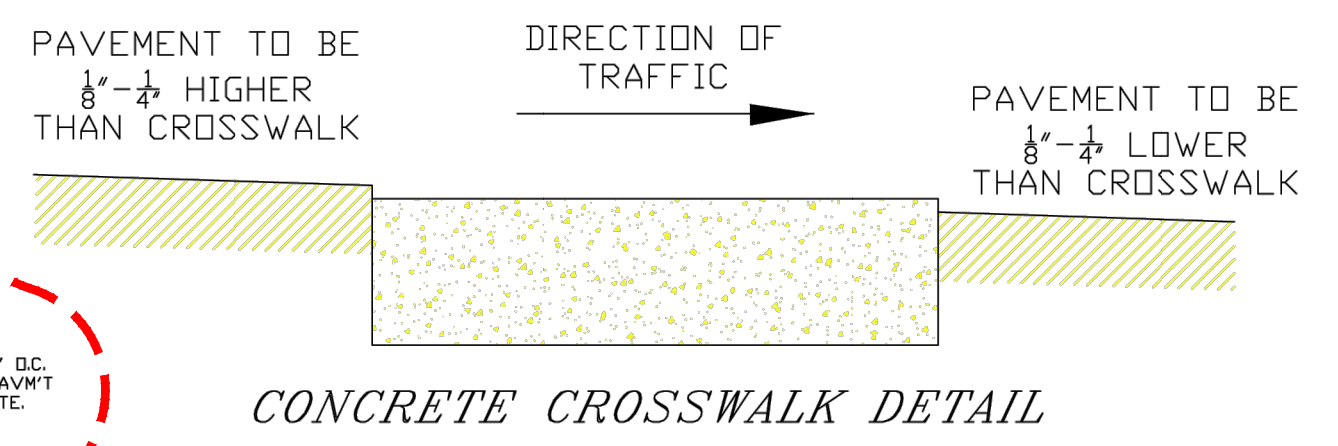 PAVEMENT TO BE
1/8"-1/4" HIGHER
THAN CROSSWALK
DIRECTION OF
TRAFFIC
PAVEMENT TO BE
1/8"-1/4" LOWER
THAN CROSSWALK
O.C.
AVM'T
TE.
CONCRETE CROSSWALK DETAIL